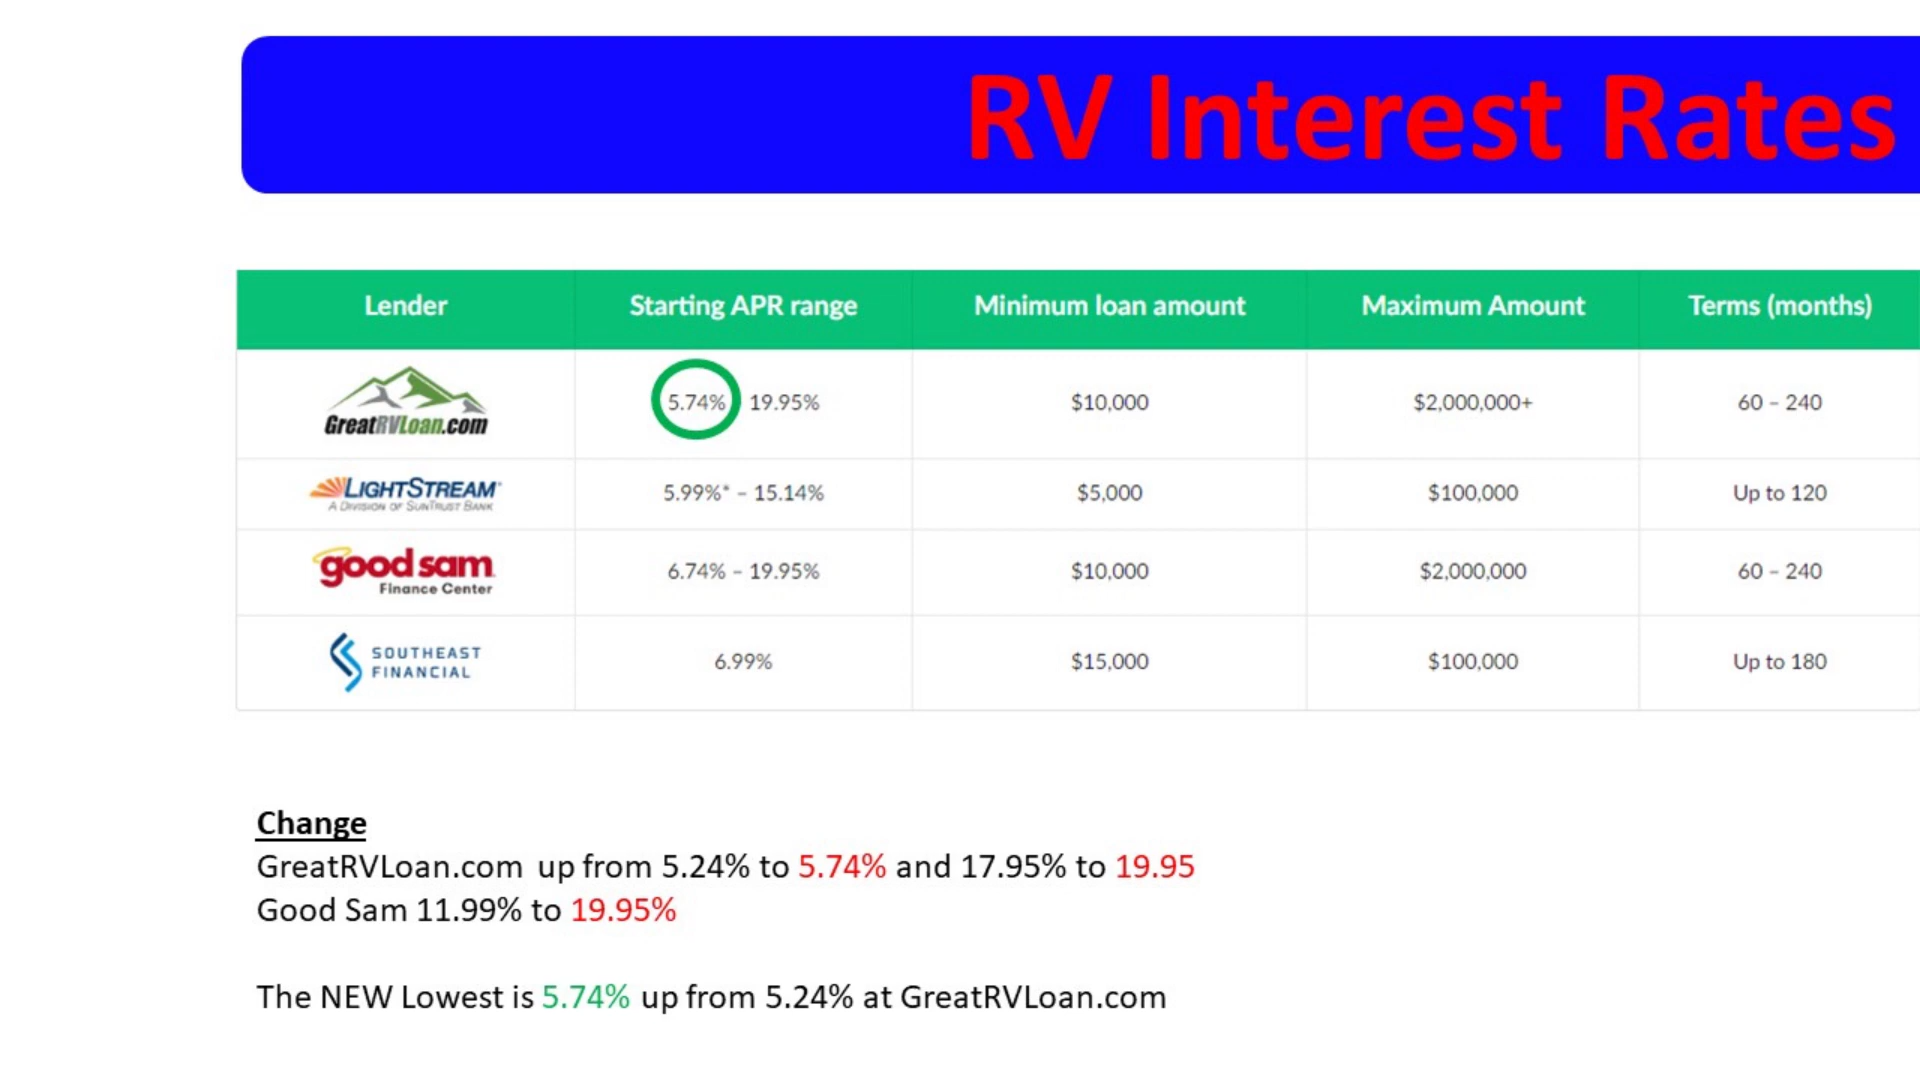 RV Interest Rates
Lender Starting APR range Minimum loan amount Maximum Amount Terms (months)
GreatRVLoan.com 5.74% 19.95% $10,000 $2,000,000+ 60 – 240
LIGHTSTREAM
A DIVISION OF SUNTRUST BANK
5.99%* – 15.14% $5,000 $100,000 Up to 120
good sam
Finance Center
6.74% – 19.95% $10,000 $2,000,000 60 – 240
SOUTHEAST
FINANCIAL
6.99% $15,000 $100,000 Up to 180
Change
GreatRVLoan.com up from 5.24% to 5.74% and 17.95% to 19.95
Good Sam 11.99% to 19.95%
The NEW Lowest is 5.74% up from 5.24% at GreatRVLoan.com